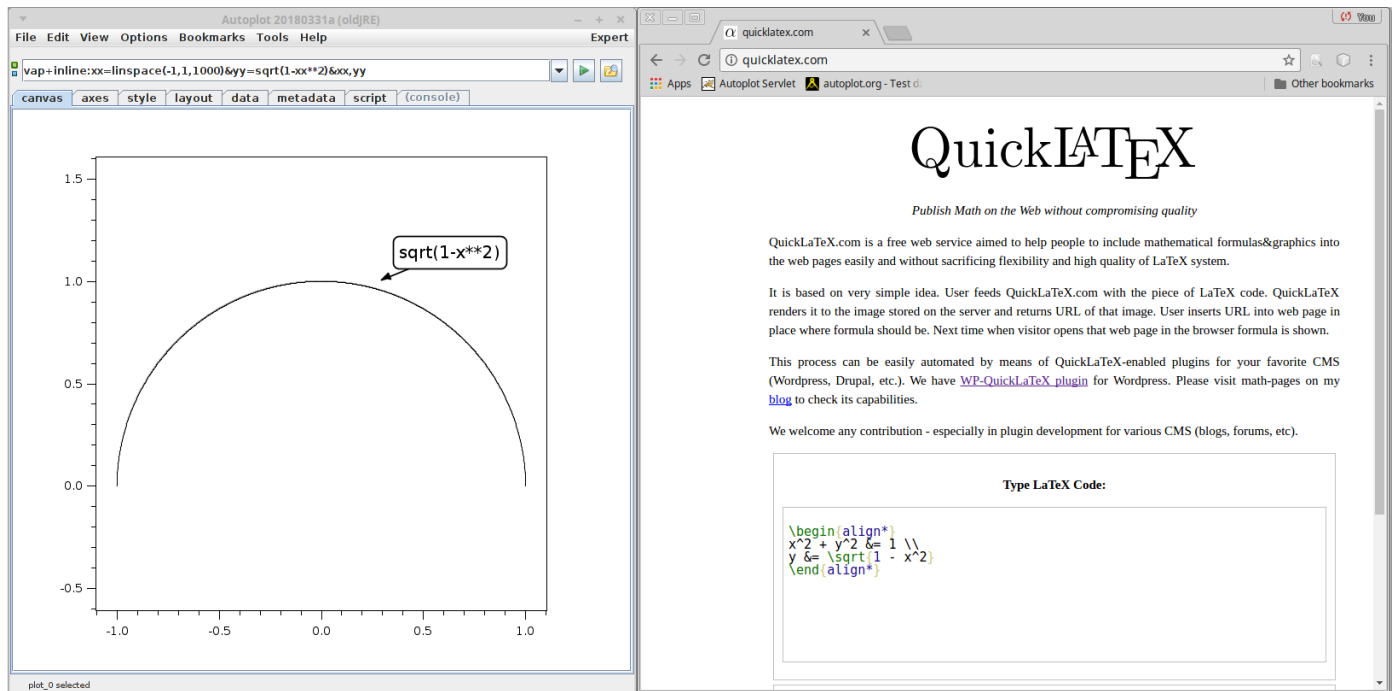 Autoplot 20180331a (oldJRE)
File Edit View Options Bookmarks Tools Help Expert
vap+inline:xx=linspace(-1,1,1000)&yy=sqrt(1-xx**2)&xx,yy
canvas axes style layout data metadata script (console)
1.5
sqrt(1-x**2)
1.0
0.5
0.0
-0.5
-1.0 -0.5 0.0 0.5 1.0
plot_0 selected
You
quicklatex.com
quicklatex.com
Apps Autoplot Servlet autoplot.org - Test d Other bookmarks
QuickLATEX
Publish Math on the Web without compromising quality
QuickLaTeX.com is a free web service aimed to help people to include mathematical formulas&graphics into
the web pages easily and without sacrificing flexibility and high quality of LaTeX system.
It is based on very simple idea. User feeds QuickLaTeX.com with the piece of LaTeX code. QuickLaTeX
renders it to the image stored on the server and returns URL of that image. User inserts URL into web page in
place where formula should be. Next time when visitor opens that web page in the browser formula is shown.
This process can be easily automated by means of QuickLaTeX-enabled plugins for your favorite CMS
(Wordpress, Drupal, etc.). We have WP-QuickLaTeX plugin for Wordpress. Please visit math-pages on my
blog to check its capabilities.
We welcome any contribution - especially in plugin development for various CMS (blogs, forums, etc).
Type LaTeX Code:
\begin{align*}
x^2 + y^2 &= 1 \\
y &= \sqrt{1 - x^2}
\end{align*}